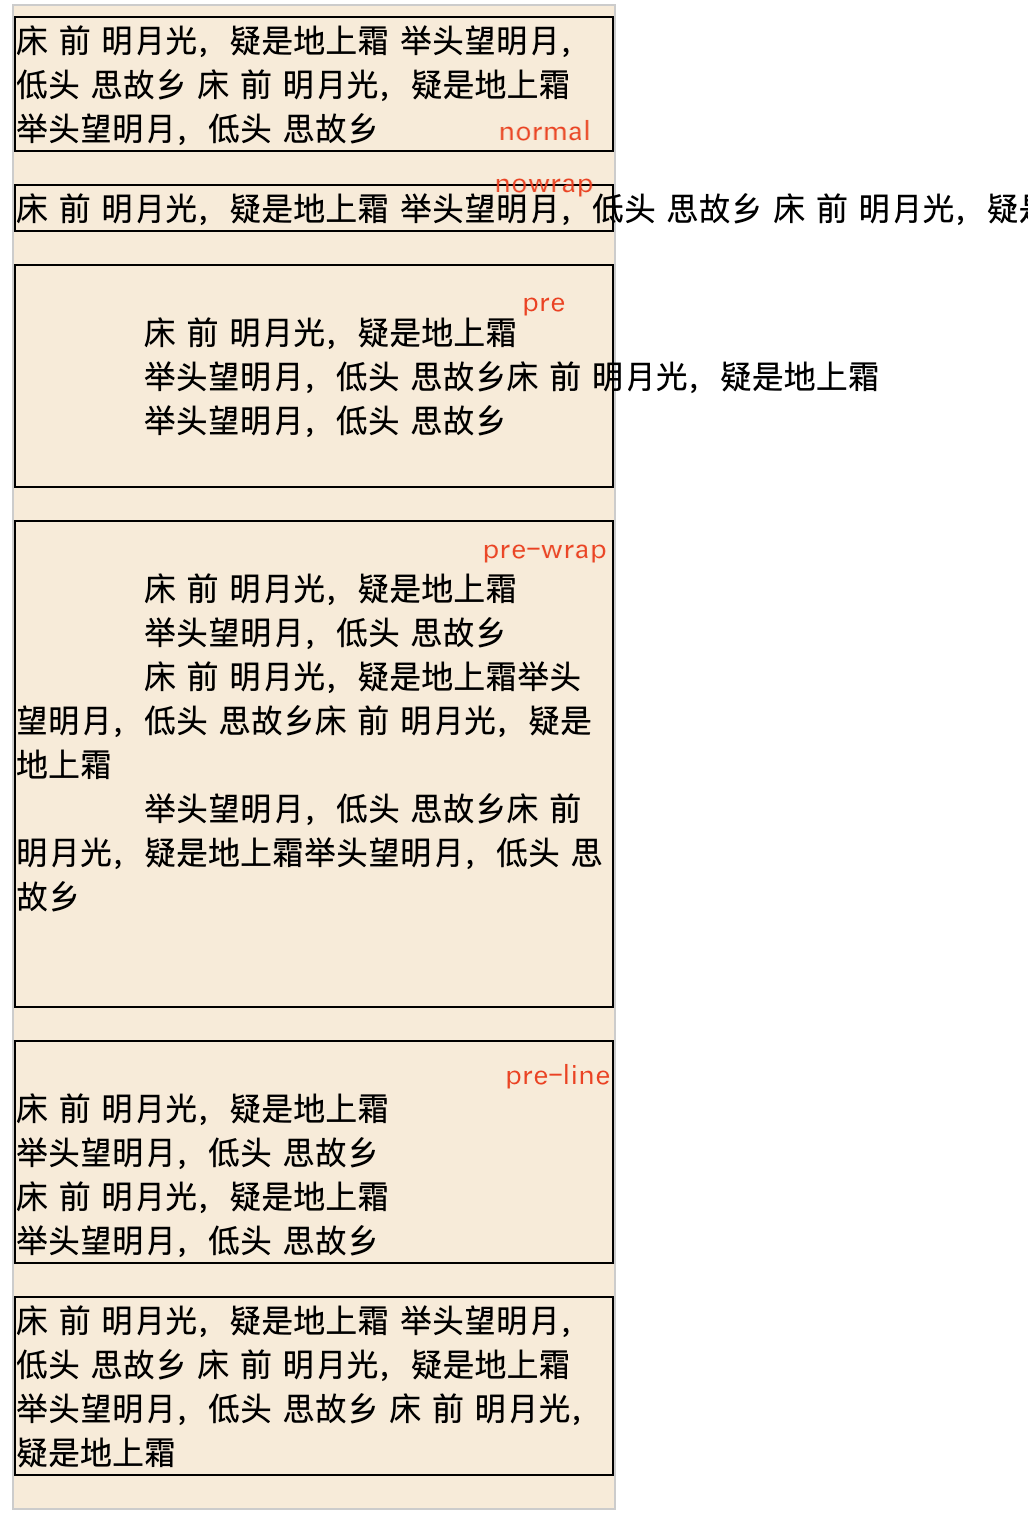 床 前 明月光，疑是地上霜 举头望明月，
低头 思故乡 床 前 明月光，疑是地上霜
举头望明月，低头 思故乡
normal
nowrap
床 前 明月光，疑是地上霜 举头望明月，低头 思故乡 床 前 明月光，疑
pre
床 前 明月光，疑是地上霜
举头望明月，低头 思故乡床 前 明月光，疑是地上霜
举头望明月，低头 思故乡
pre-wrap
床 前 明月光，疑是地上霜
举头望明月，低头 思故乡
床 前 明月光，疑是地上霜举头
望明月，低头 思故乡床 前 明月光，疑是
地上霜
举头望明月，低头 思故乡床 前
明月光，疑是地上霜举头望明月，低头 思
故乡
pre-line
床 前 明月光，疑是地上霜
举头望明月，低头 思故乡
床 前 明月光，疑是地上霜
举头望明月，低头 思故乡
床 前 明月光，疑是地上霜 举头望明月，
低头 思故乡 床 前 明月光，疑是地上霜
举头望明月，低头 思故乡 床 前 明月光，
疑是地上霜